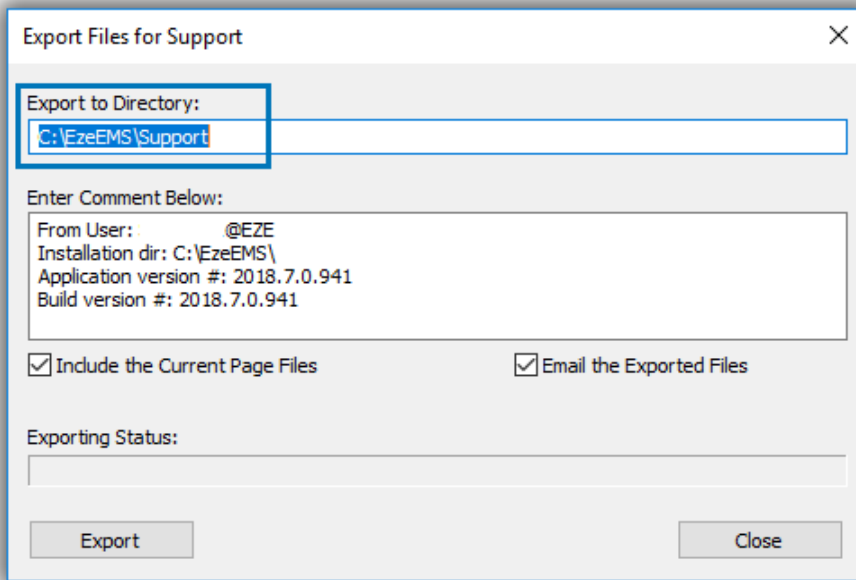 Export Files for Support
Export to Directory:
C:\EzeEMS\Support
Enter Comment Below:
From User: @EZE
Installation dir: C:\EzeEMS\
Application version #: 2018.7.0.941
Build version #: 2018.7.0.941
Include the Current Page Files Email the Exported Files
Exporting Status:
Export Close